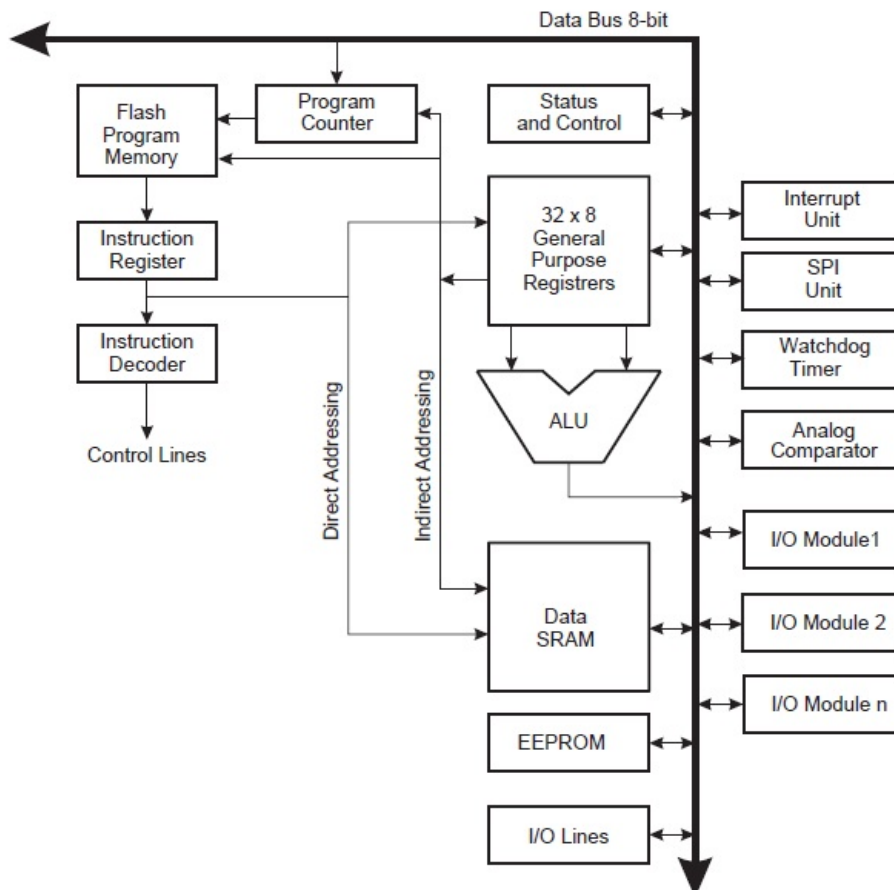 Data Bus 8-bit
Flash
Program
Memory
Program
Counter
Status
and Control
Instruction
Register
32 x 8
General
Purpose
Registrers
Interrupt
Unit
SPI
Unit
Instruction
Decoder
Watchdog
Timer
Control Lines
Direct Addressing
Indirect Addressing
ALU
Analog
Comparator
I/O Module1
Data
SRAM
I/O Module 2
I/O Module n
EEPROM
I/O Lines